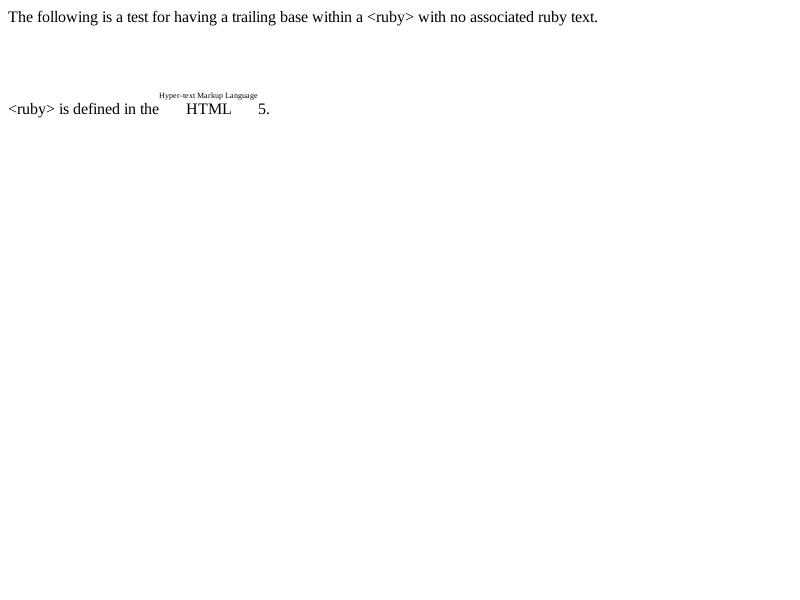 The following is a test for having a trailing base within a <ruby> with no associated ruby text.
Hyper-text Markup Language
<ruby> is defined in the HTML 5.